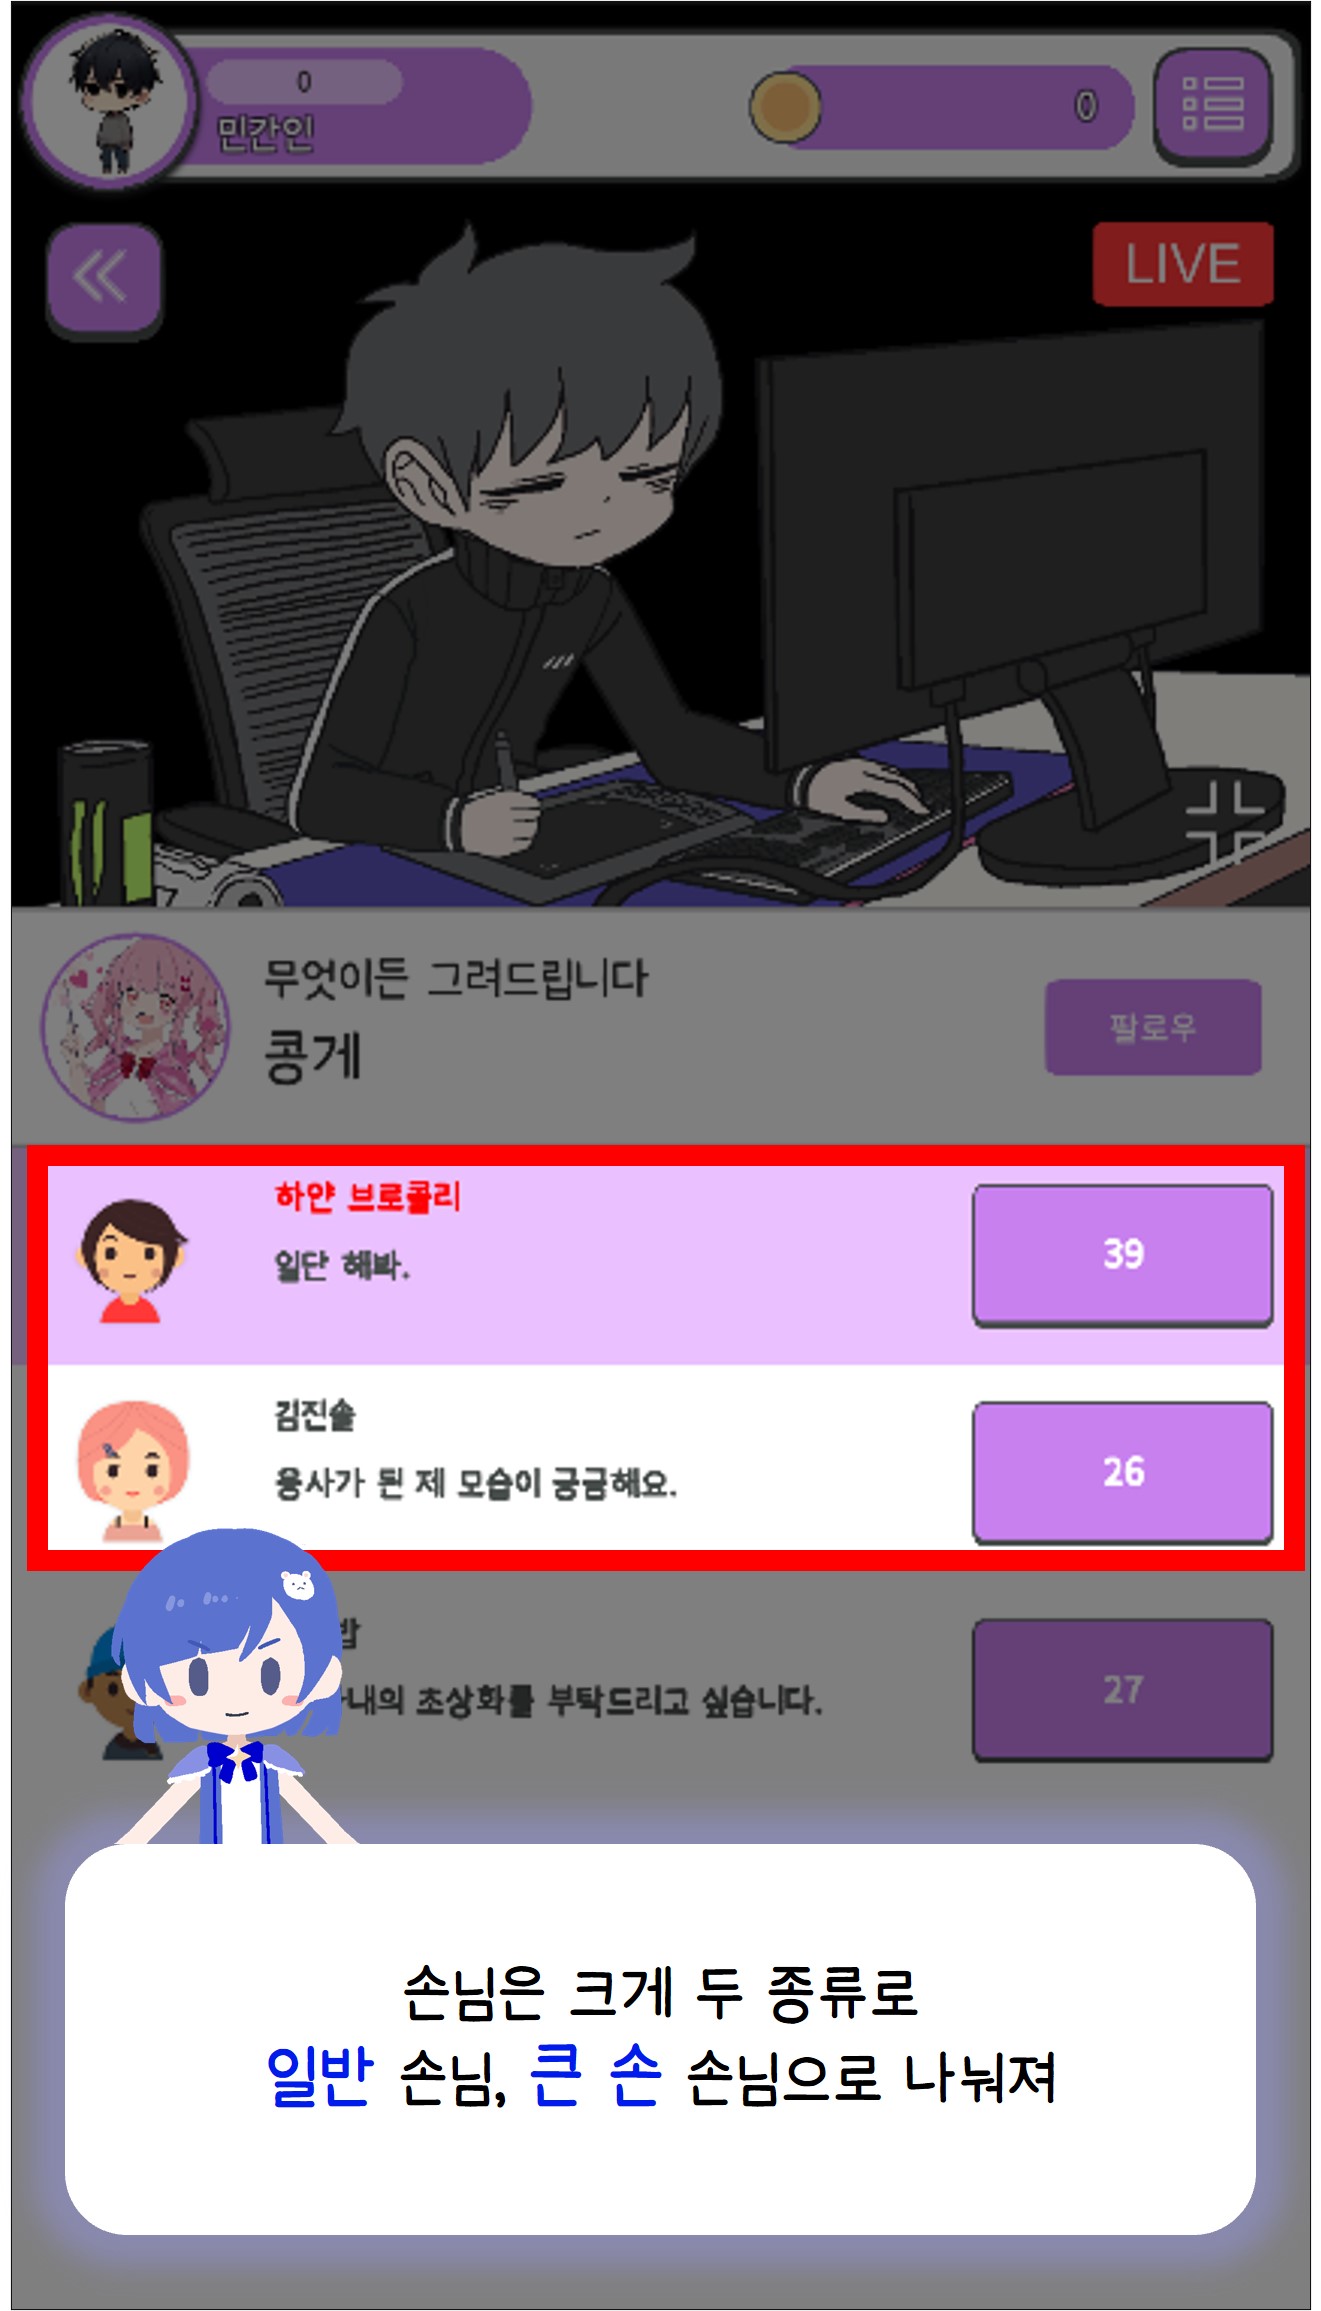 0
민간인
0
LIVE
무엇이든 그려드립니다
콩게
팔로우
하얀 브로콜리
일단 해봐.
39
김진솔
용사가 된 제 모습이 궁금해요.
26
밥
내의 초상화를 부탁드리고 싶습니다.
27
손님은 크게 두 종류로
일반 손님, 큰 손 손님으로 나눠져